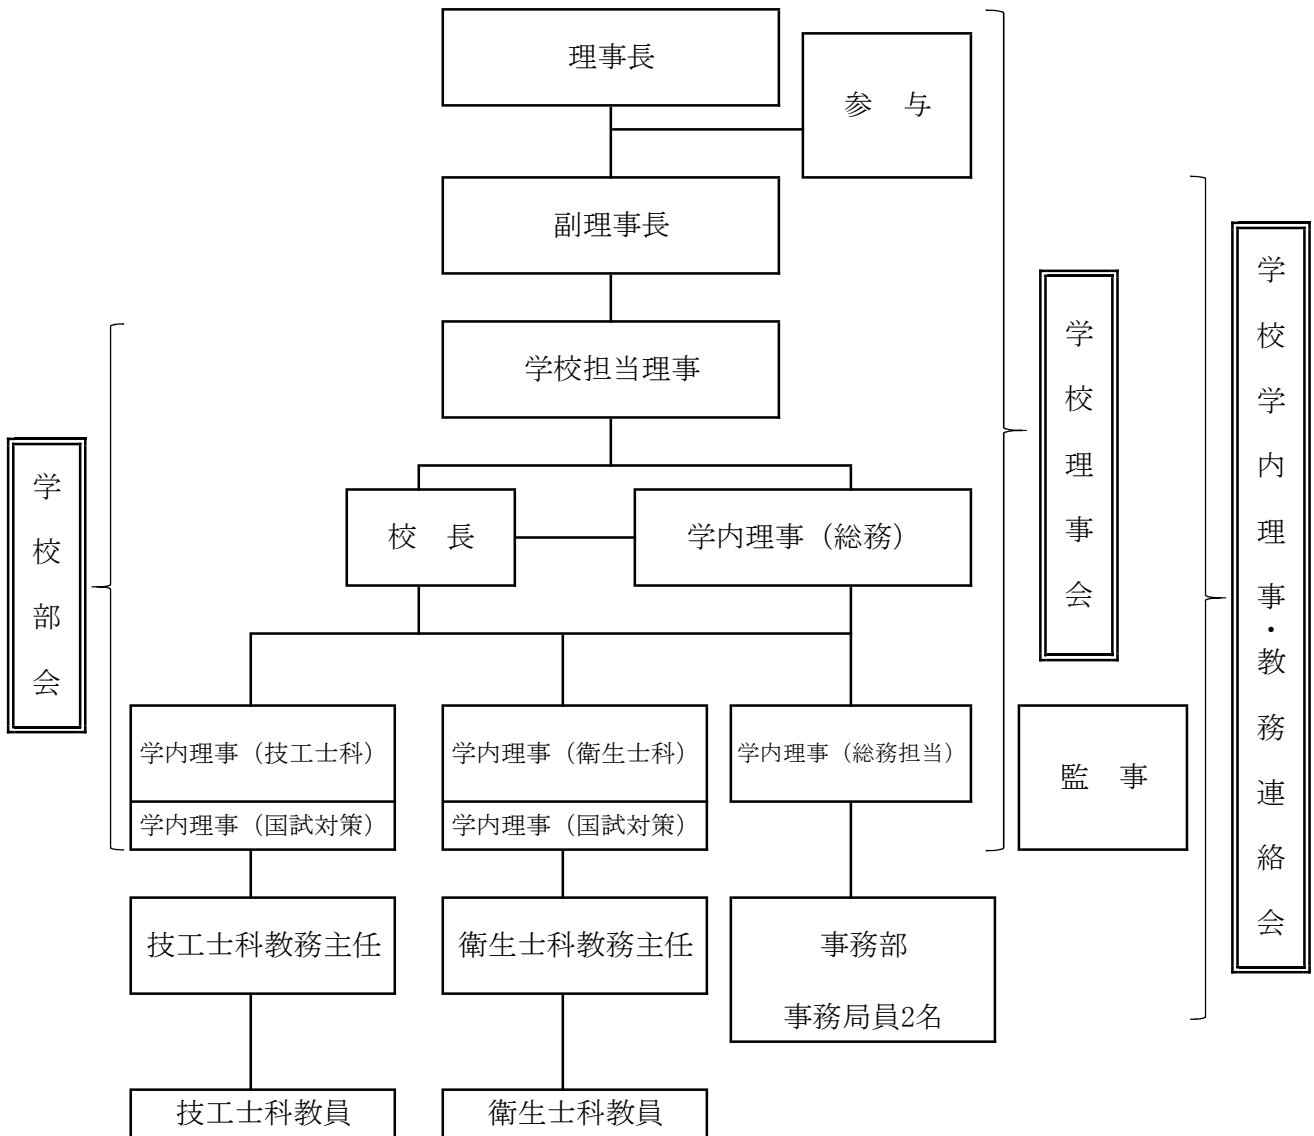 理事長
参　与
副理事長
学校担当理事
校　長
学内理事（総務）
学校部会
学校理事会
学校学内理事・教務連絡会
学内理事（技工士科）
学内理事（国試対策）
学内理事（衛生士科）
学内理事（国試対策）
学内理事（総務担当）
監　事
技工士科教務主任
衛生士科教務主任
事務部
事務局員2名
技工士科教員
衛生士科教員